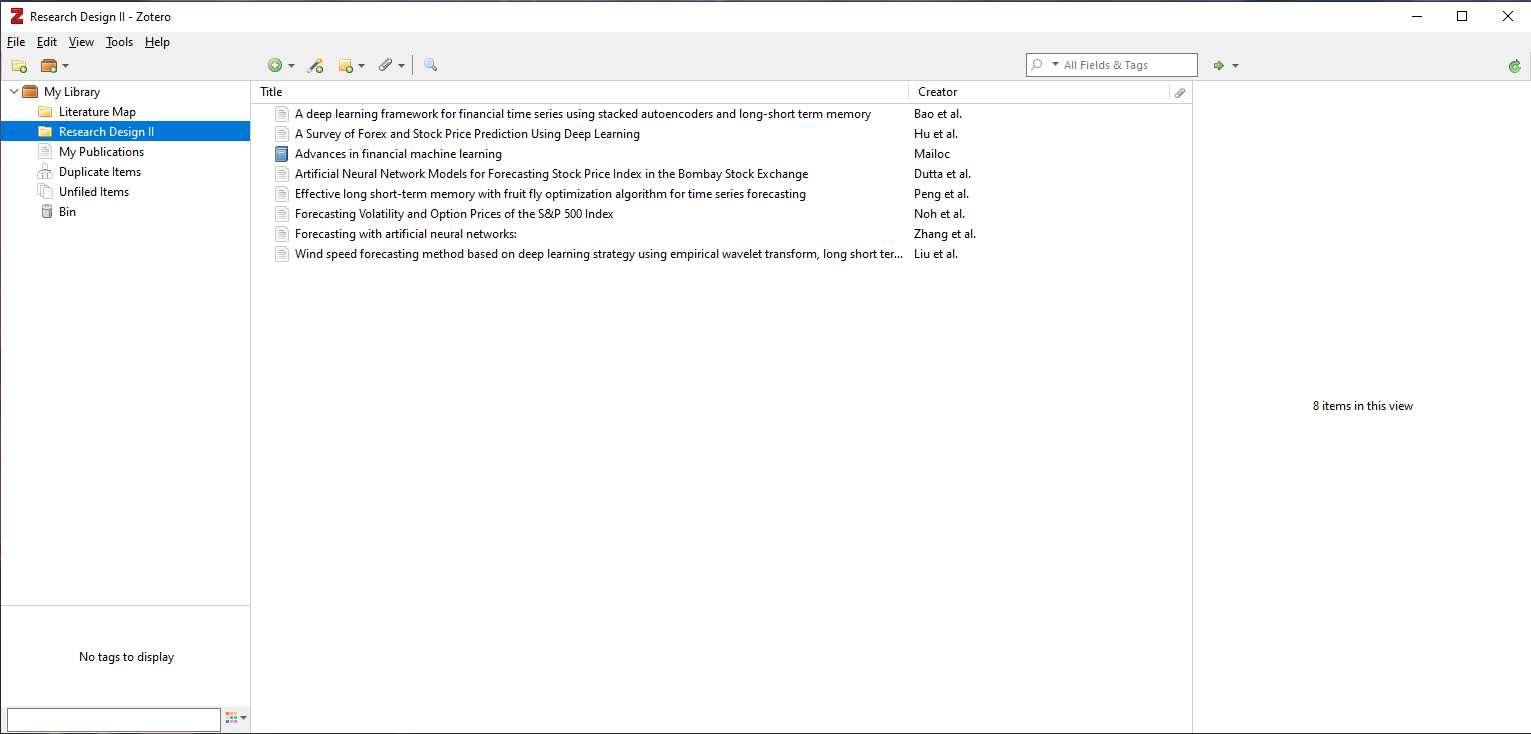 Research Design II - Zotero
File Edit View Tools Help
All Fields & Tags
My Library
Literature Map
Research Design II
My Publications
Duplicate Items
Unfiled Items
Bin
Title Creator
A deep learning framework for financial time series using stacked autoencoders and long-short term memory Bao et al.
A Survey of Forex and Stock Price Prediction Using Deep Learning Hu et al.
Advances in financial machine learning Mailoc
Artificial Neural Network Models for Forecasting Stock Price Index in the Bombay Stock Exchange Dutta et al.
Effective long short-term memory with fruit fly optimization algorithm for time series forecasting Peng et al.
Forecasting Volatility and Option Prices of the S&P 500 Index Noh et al.
Forecasting with artificial neural networks: Zhang et al.
Wind speed forecasting method based on deep learning strategy using empirical wavelet transform, long short ter... Liu et al.
8 items in this view
No tags to display